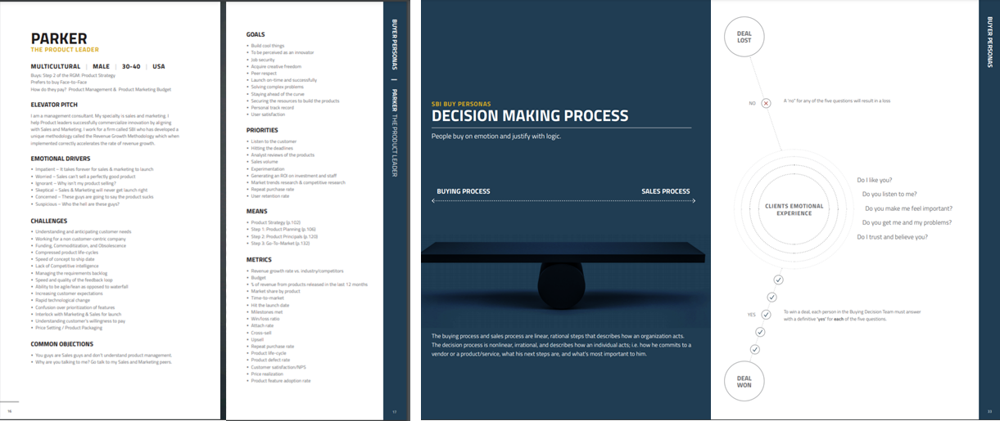 PARKER
THE PRODUCT LEADER
MULTICULTURAL | MALE | 30-40 | USA
Buys: Step 2 of the RGM: Product Strategy
Prefers to buy Face-to-Face
How do they pay? Product Management & Product Marketing Budget
ELEVATOR PITCH
I am a management consultant. My specialty is sales and marketing. I
help Product leaders successfully commercialize innovation by aligning
with Sales and Marketing. I work for a firm called SBI who has developed a
unique methodology called the Revenue Growth Methodology which when
implemented correctly accelerates the rate of revenue growth.
EMOTIONAL DRIVERS
• Impatient – It takes forever for sales & marketing to launch
• Worried – Sales can't sell a perfectly good product
• Ignorant – Why isn't my product selling?
• Skeptical – Sales & Marketing will never get launch right
• Concerned – These guys are going to say the product sucks
• Suspicious – Who the hell are these guys?
CHALLENGES
• Understanding and anticipating customer needs
• Working for a non customer-centric company
• Funding, Commoditization, and Obsolescence
• Compressed product life-cycles
• Speed of concept to ship date
• Lack of Competitive intelligence
• Managing the requirements backlog
• Speed and quality of the feedback loop
• Ability to be agile/lean as opposed to waterfall
• Increasing customer expectations
• Rapid technological change
• Confusion over prioritization of features
• Interlock with Marketing & Sales for launch
• Understanding customer's willingness to pay
• Price Setting / Product Packaging
COMMON OBJECTIONS
• You guys are Sales guys and don't understand product management.
• Why are you talking to me? Go talk to my Sales and Marketing peers.
16
GOALS
• Build cool things
• To be perceived as an innovator
• Job security
• Acquire creative freedom
• Peer respect
• Launch on-time and successfully
• Solving complex problems
• Staying ahead of the curve
• Securing the resources to build the products
• Personal track record
• User satisfaction
PRIORITIES
• Listen to the customer
• Hitting the deadlines
• Analyst reviews of the products
• Sales volume
• Experimentation
• Generating an ROI on investment and staff
• Market trends research & competitive research
• Repeat purchase rate
• User retention rate
MEANS
• Product Strategy (p.102)
• Step 1: Product Planning (p.106)
• Step 2: Product Principals (p.120)
• Step 3: Go-To-Market (p.132)
METRICS
• Revenue growth rate vs. industry/competitors
• Budget
• % of revenue from products released in the last 12 months
• Market share by product
• Time-to-market
• Hit the launch date
• Milestones met
• Win/loss ratio
• Attach rate
• Cross-sell
• Upsell
• Repeat purchase rate
• Product life-cycle
• Product defect rate
• Customer satisfaction/NPS
• Price realization
• Product feature adoption rate
BUYER PERSONAS | PARKER THE PRODUCT LEADER
17
SBI BUY PERSONAS
DECISION MAKING PROCESS
People buy on emotion and justify with logic.
BUYING PROCESS
SALES PROCESS
The buying process and sales process are linear, rational steps that describes how an organization acts.
The decision process is nonlinear, irrational, and describes how an individual acts; i.e. how he commits to a
vendor or a product/service, what his next steps are, and what's most important to him.
DEAL
LOST
NO
A 'no' for any of the five questions will result in a loss
CLIENTS EMOTIONAL
EXPERIENCE
Do I like you?
Do you listen to me?
Do you make me feel important?
Do you get me and my problems?
Do I trust and believe you?
YES
To win a deal, each person in the Buying Decision Team must answer
with a definitive 'yes' for each of the five questions.
DEAL
WON
BUYER PERSONAS
33